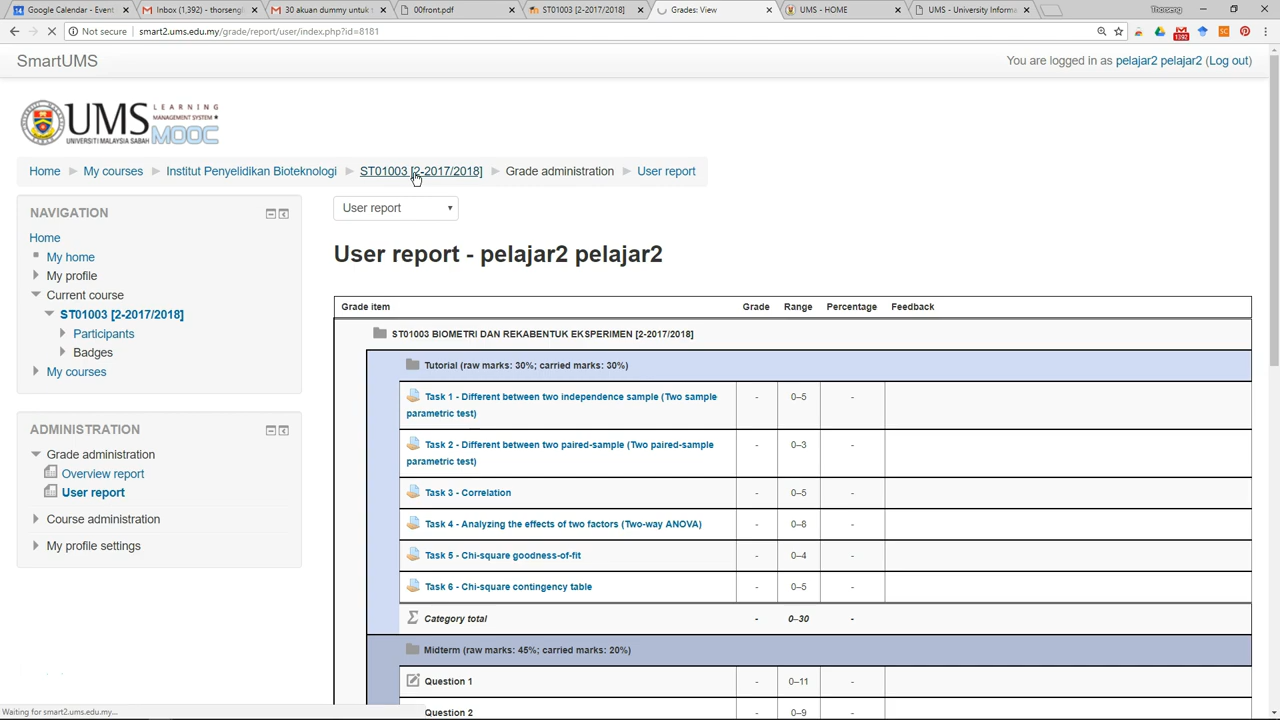 Google Calendar - Event
Inbox (1,392) - thorseng
30 akuan dummy untuk
00front.pdf
ST01003 [2-2017/2018]
Grades: View
UMS - HOME
UMS - University Informa
Thorseng
Not secure
smart2.ums.edu.my/grade/report/user/index.php?id=8181
1392
SmartUMS
You are logged in as pelajar2 pelajar2 (Log out)
UMS
UNIVERSITI MALAYSIA SABAH
LEARNING
MANAGEMENT SYSTEM
MOOC
Home My courses Institut Penyelidikan Bioteknologi ST01003 [2-2017/2018] Grade administration User report
NAVIGATION
Home
My home
My profile
Current course
ST01003 [2-2017/2018]
Participants
Badges
My courses
ADMINISTRATION
Grade administration
Overview report
User report
Course administration
My profile settings
User report
User report - pelajar2 pelajar2
Grade item Grade Range Percentage Feedback
ST01003 BIOMETRI DAN REKABENTUK EKSPERIMEN [2-2017/2018]
Tutorial (raw marks: 30%; carried marks: 30%)
Task 1 - Different between two independence sample (Two sample
parametric test) - 0–5 -
Task 2 - Different between two paired-sample (Two paired-sample
parametric test) - 0–3 -
Task 3 - Correlation - 0–5 -
Task 4 - Analyzing the effects of two factors (Two-way ANOVA) - 0–8 -
Task 5 - Chi-square goodness-of-fit - 0–4 -
Task 6 - Chi-square contingency table - 0–5 -
Category total - 0–30 -
Midterm (raw marks: 45%; carried marks: 20%)
Question 1 - 0–11 -
Question 2 - 0–9 -
Waiting for smart2.ums.edu.my...